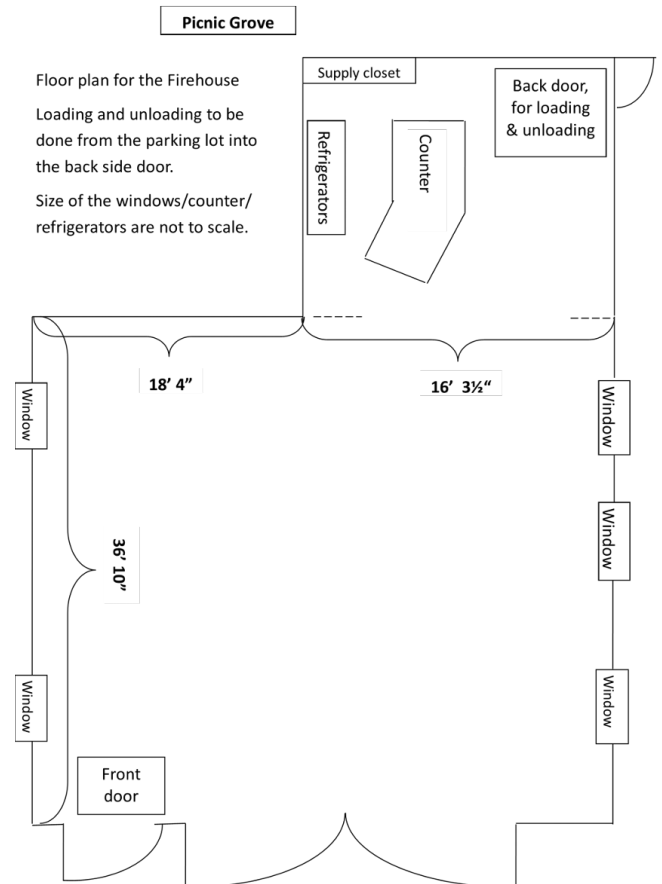 Picnic Grove
Floor plan for the Firehouse
Loading and unloading to be
done from the parking lot into
the back side door.
Size of the windows/counter/
refrigerators are not to scale.
Supply closet
Refrigerators
Counter
Back door,
for loading
& unloading
18’ 4”
16’ 3½“
Window
Window
36’ 10”
Window
Window
Window
Front
door